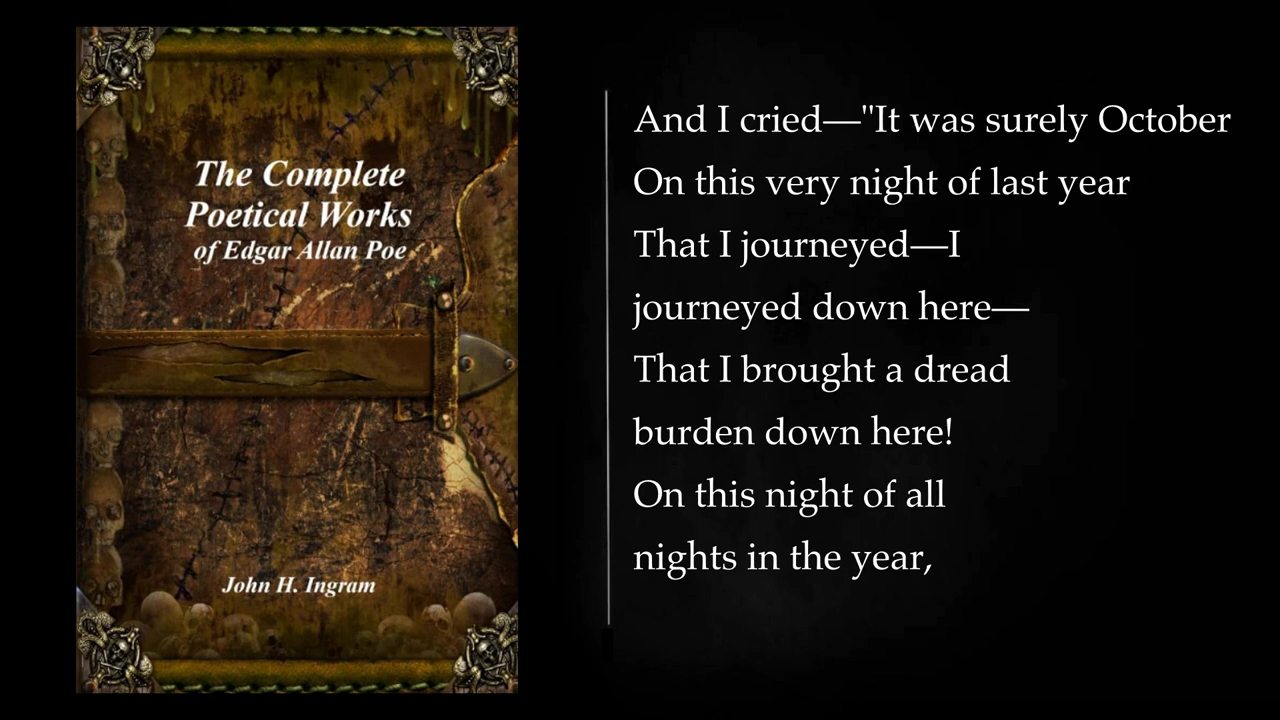 The Complete
Poetical Works
of Edgar Allan Poe
John H. Ingram
And I cried—"It was surely October
On this very night of last year
That I journeyed—I
journeyed down here—
That I brought a dread
burden down here!
On this night of all
nights in the year,